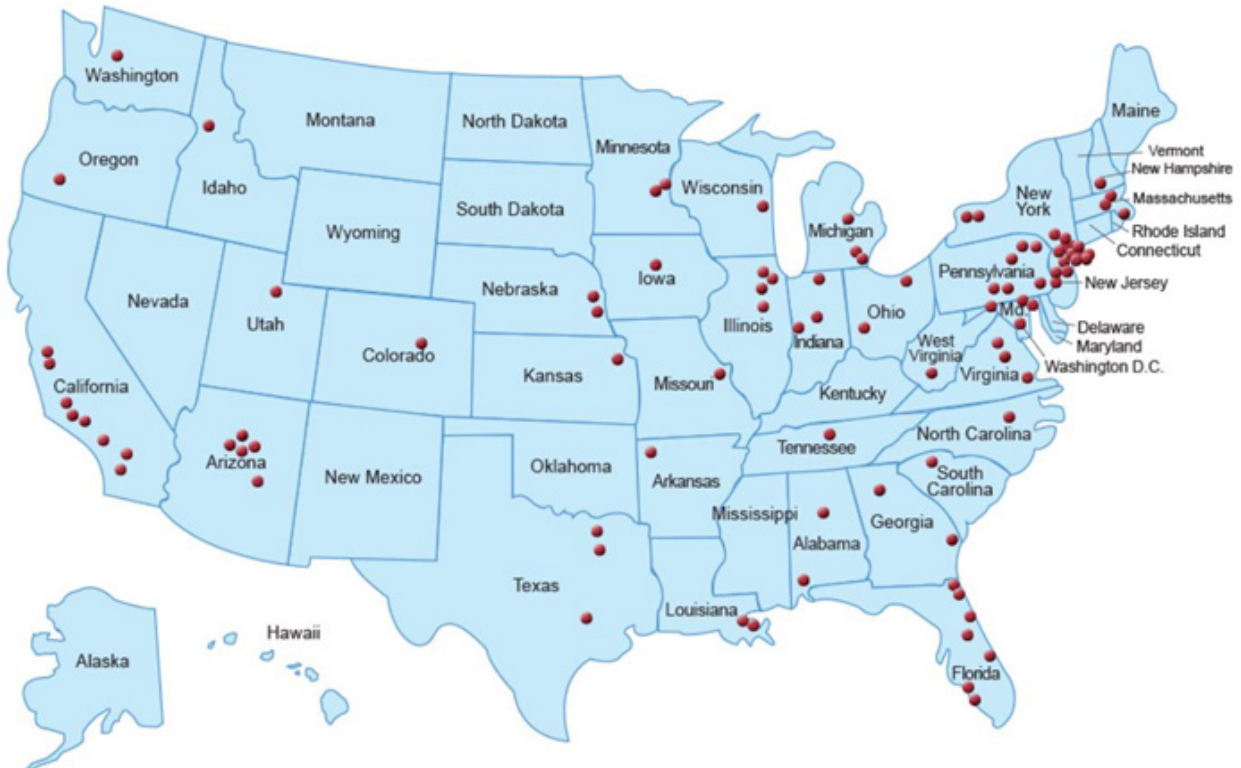 Washington
Montana
North Dakota
Minnesota
Maine
Oregon
Idaho
Wisconsin
Vermont
New Hampshire
South Dakota
New
York
Massachusetts
Wyoming
Michigan
Rhode Island
Connecticut
Iowa
Pennsylvania
New Jersey
Nebraska
Nevada
Utah
Illinois
Indiana
Ohio
Md.
Delaware
Maryland
Washington D.C.
West
Virginia
Virginia
Colorado
Kansas
Missouri
California
Kentucky
North Carolina
Tennessee
Arizona
New Mexico
Oklahoma
Arkansas
South
Carolina
Mississippi
Alabama
Georgia
Texas
Louisiana
Hawaii
Alaska
Florida